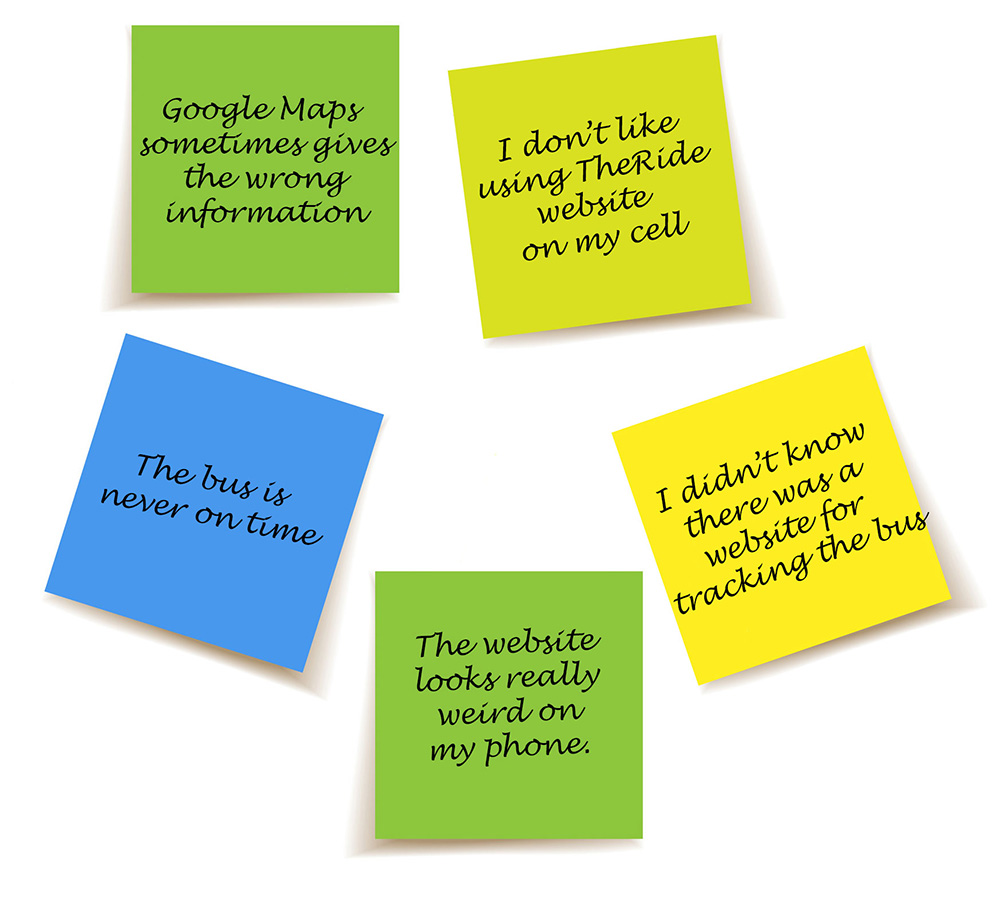 Google Maps
sometimes gives
the wrong
information
I don't like
using TheRide
website
on my cell
The bus is
never on time
I didn't know
there was a
website for
tracking the bus
The website
looks really
weird on
my phone.